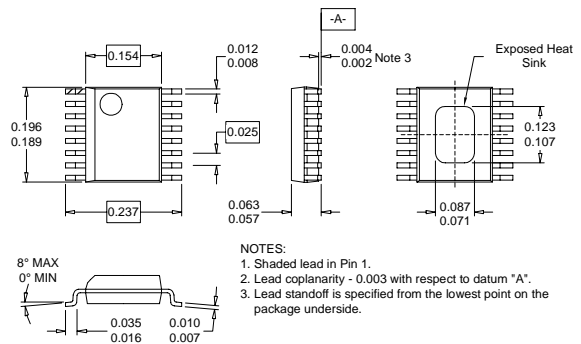 -A-
0.154
0.012
0.008
0.004
0.002
Note 3
Exposed Heat
Sink
0.196
0.189
0.025
0.123
0.107
0.237
0.063
0.057
0.087
0.071
8° MAX
0° MIN
0.035
0.016
0.010
0.007
NOTES:
1. Shaded lead in Pin 1.
2. Lead coplanarity - 0.003 with respect to datum "A".
3. Lead standoff is specified from the lowest point on the
package underside.